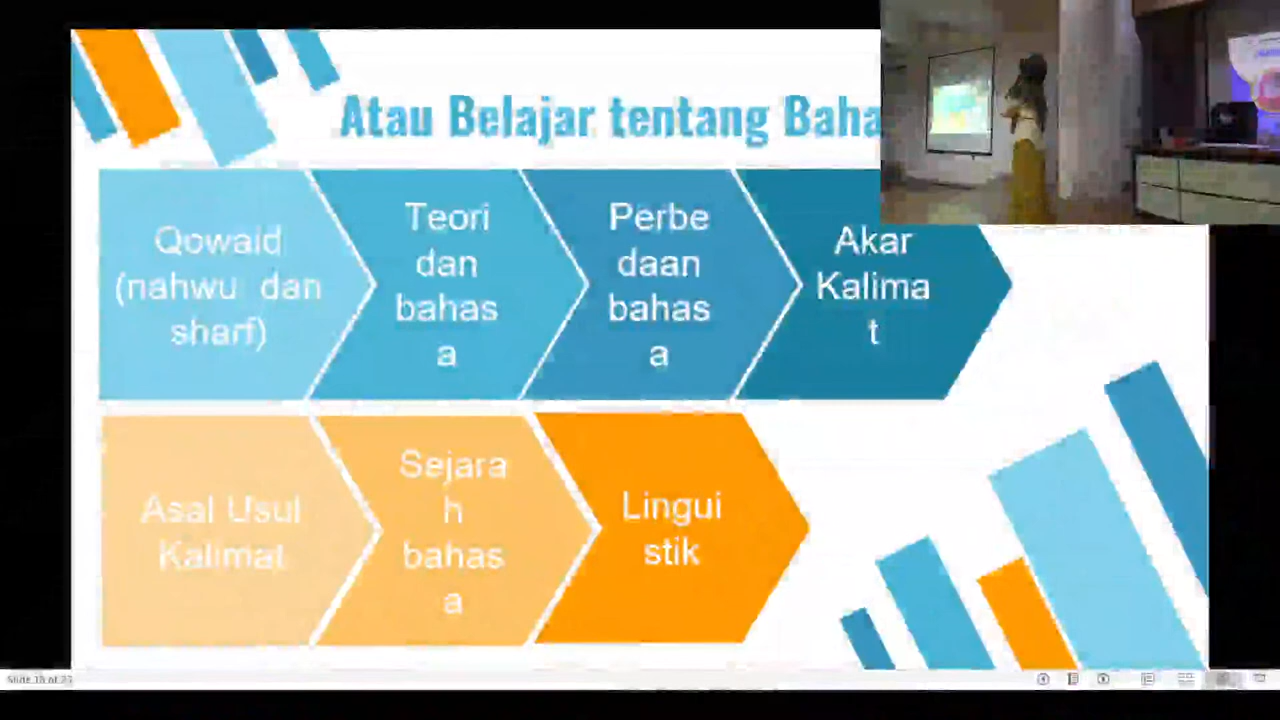 Atau Belajar tentang Baha
Qowaid
(nahwu dan
sharf)
Teori
dan
bahas
a
Perbe
daan
bahas
a
Akar
Kalima
t
Asal Usul
Kalimat
Sejara
h
bahas
a
Lingui
stik